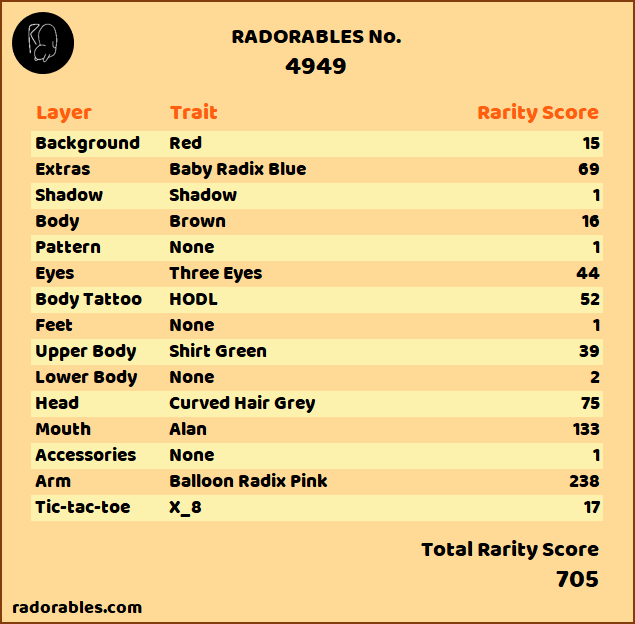 RADORABLES No.
4949
Layer Trait Rarity Score
Background Red 15
Extras Baby Radix Blue 69
Shadow Shadow 1
Body Brown 16
Pattern None 1
Eyes Three Eyes 44
Body Tattoo HODL 52
Feet None 1
Upper Body Shirt Green 39
Lower Body None 2
Head Curved Hair Grey 75
Mouth Alan 133
Accessories None 1
Arm Balloon Radix Pink 238
Tic-tac-toe X_8 17
Total Rarity Score
705
radorables.com